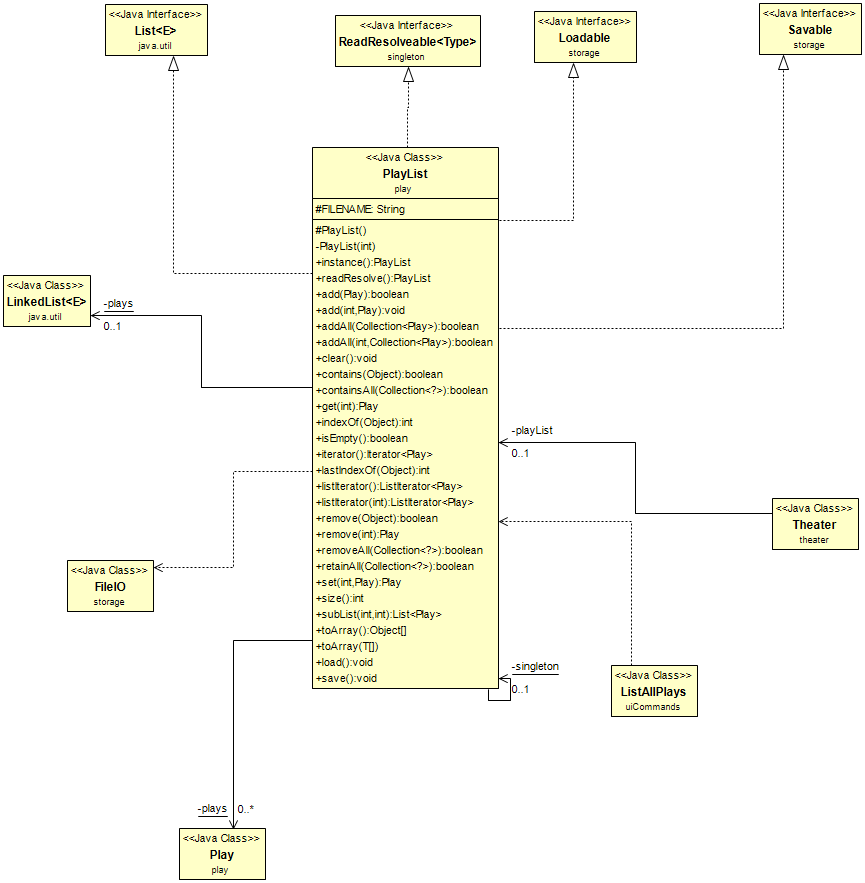 <<Java Interface>>
List<E>
java.util
<<Java Interface>>
ReadResolveable<Type>
singleton
<<Java Interface>>
Loadable
storage
<<Java Interface>>
Savable
storage
<<Java Class>>
PlayList
play
#FILENAME: String
#PlayList()
-PlayList(int)
+instance():PlayList
+readResolve():PlayList
+add(Play):boolean
+add(int,Play):void
+addAll(Collection<Play>):boolean
+addAll(int,Collection<Play>):boolean
+clear():void
+contains(Object):boolean
+containsAll(Collection<?>):boolean
+get(int):Play
+indexOf(Object):int
+isEmpty():boolean
+iterator():Iterator<Play>
+lastIndexOf(Object):int
+listIterator():ListIterator<Play>
+listIterator(int):ListIterator<Play>
+remove(Object):boolean
+remove(int):Play
+removeAll(Collection<?>):boolean
+retainAll(Collection<?>):boolean
+set(int,Play):Play
+size():int
+subList(int,int):List<Play>
+toArray():Object[]
+toArray(T[])
+load():void
+save():void
<<Java Class>>
LinkedList<E>
java.util
-plays
0..1
-playList
0..1
<<Java Class>>
Theater
theater
<<Java Class>>
FileIO
storage
-singleton
0..1
<<Java Class>>
ListAllPlays
uiCommands
-plays 0..*
<<Java Class>>
Play
play